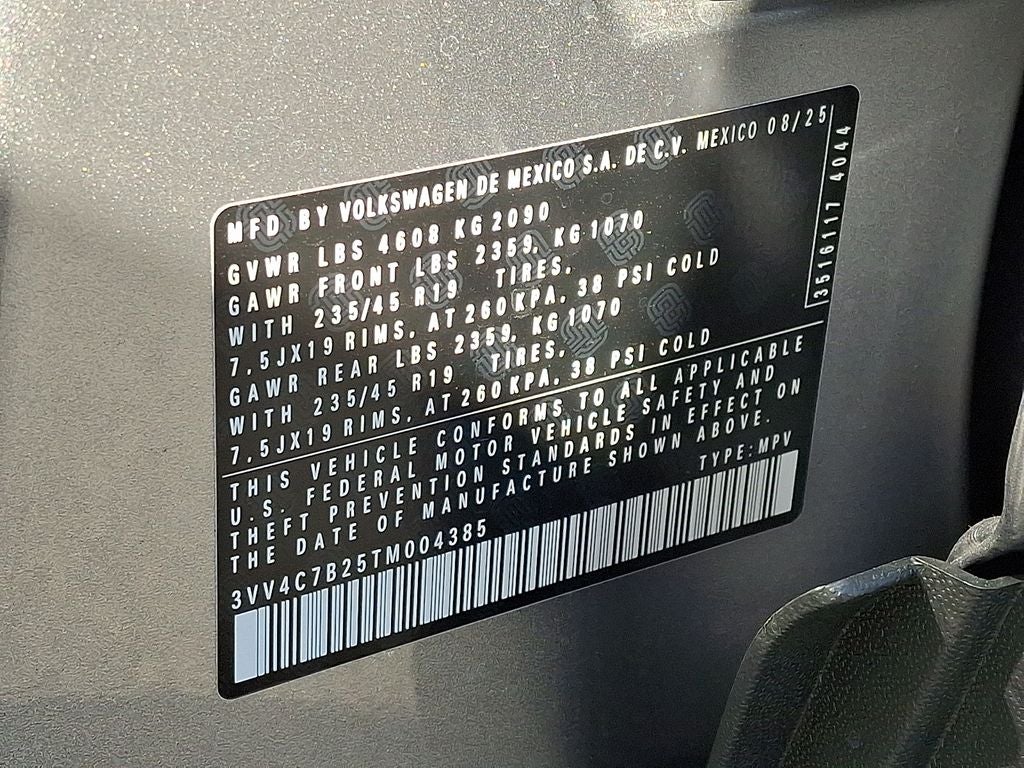 MFD. BY VOLKSWAGEN DE MEXICO S.A. DE C.V. MEXICO 08/25
GVWR LBS 4608 KG 2090
GAWR FRONT LBS 2359, KG 1070
WITH 235/45 R19 TIRES,
7.5JX19 RIMS, AT 260 KPA, 38 PSI COLD
GAWR REAR LBS 2359, KG 1070
WITH 235/45 R19 TIRES,
7.5JX19 RIMS, AT 260 KPA, 38 PSI COLD
THIS VEHICLE CONFORMS TO ALL APPLICABLE
U.S. FEDERAL MOTOR VEHICLE SAFETY AND
THEFT PREVENTION STANDARDS IN EFFECT ON
THE DATE OF MANUFACTURE SHOWN ABOVE.
3VV4C7B25TM004385 TYPE: MPV
3516117 4044